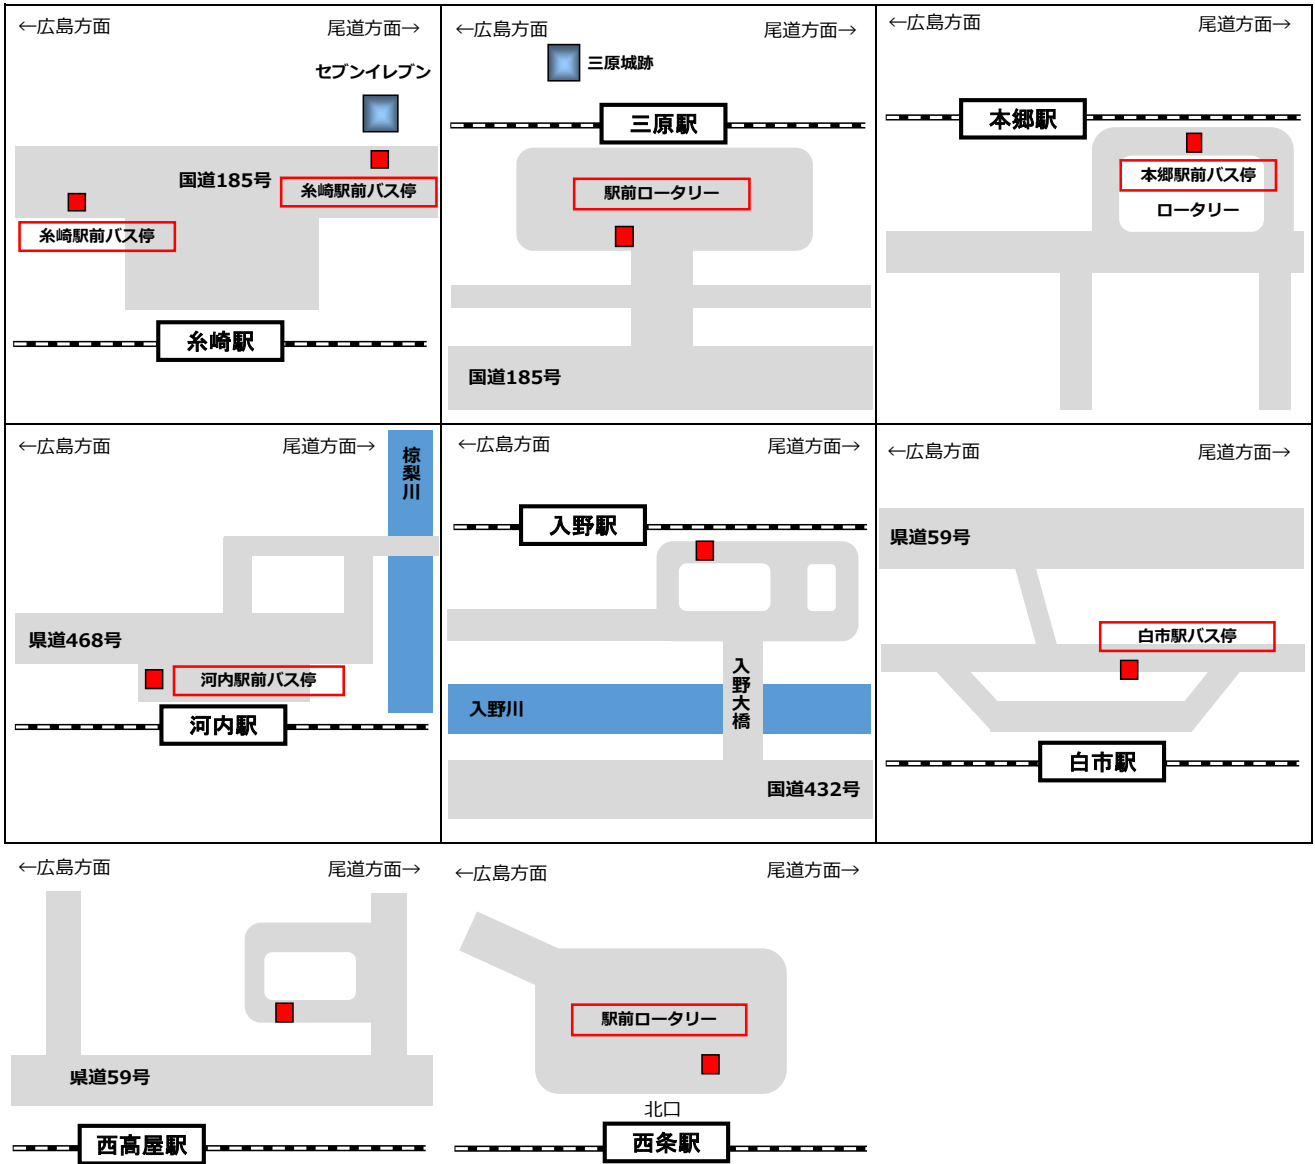 ←広島方面
尾道方面→
セブンイレブン
国道185号
糸崎駅前バス停
糸崎駅前バス停
糸崎駅
←広島方面
尾道方面→
三原城跡
三原駅
駅前ロータリー
国道185号
←広島方面
尾道方面→
本郷駅
本郷駅前バス停
ロータリー
←広島方面
尾道方面→
椋梨川
県道468号
河内駅前バス停
河内駅
←広島方面
尾道方面→
入野駅
入野大橋
入野川
国道432号
←広島方面
尾道方面→
県道59号
白市駅バス停
白市駅
←広島方面
尾道方面→
県道59号
西高屋駅
←広島方面
尾道方面→
駅前ロータリー
北口
西条駅